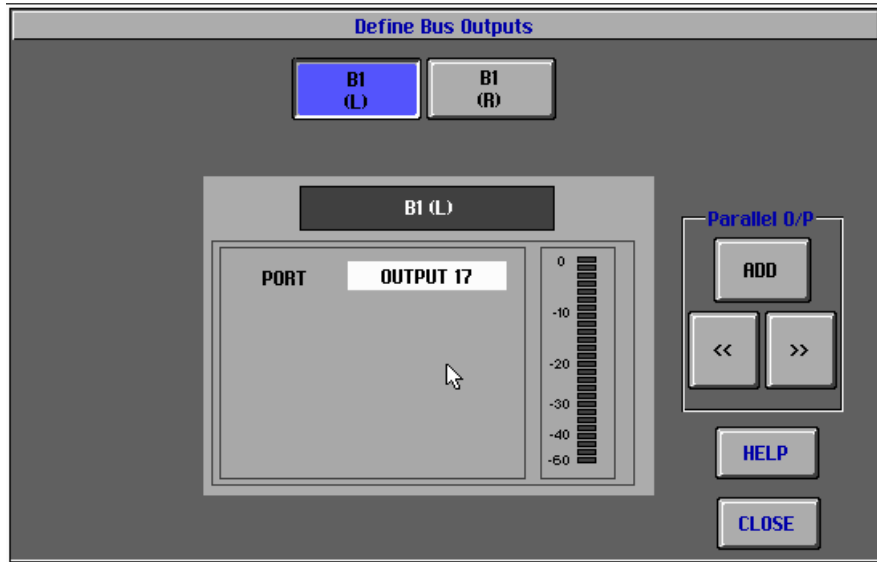 Define Bus Outputs
B1
(L)
B1
(R)
B1 (L)
PORT OUTPUT 17
0
-10
-20
-30
-40
-60
Parallel O/P
ADD
<< >>
HELP
CLOSE